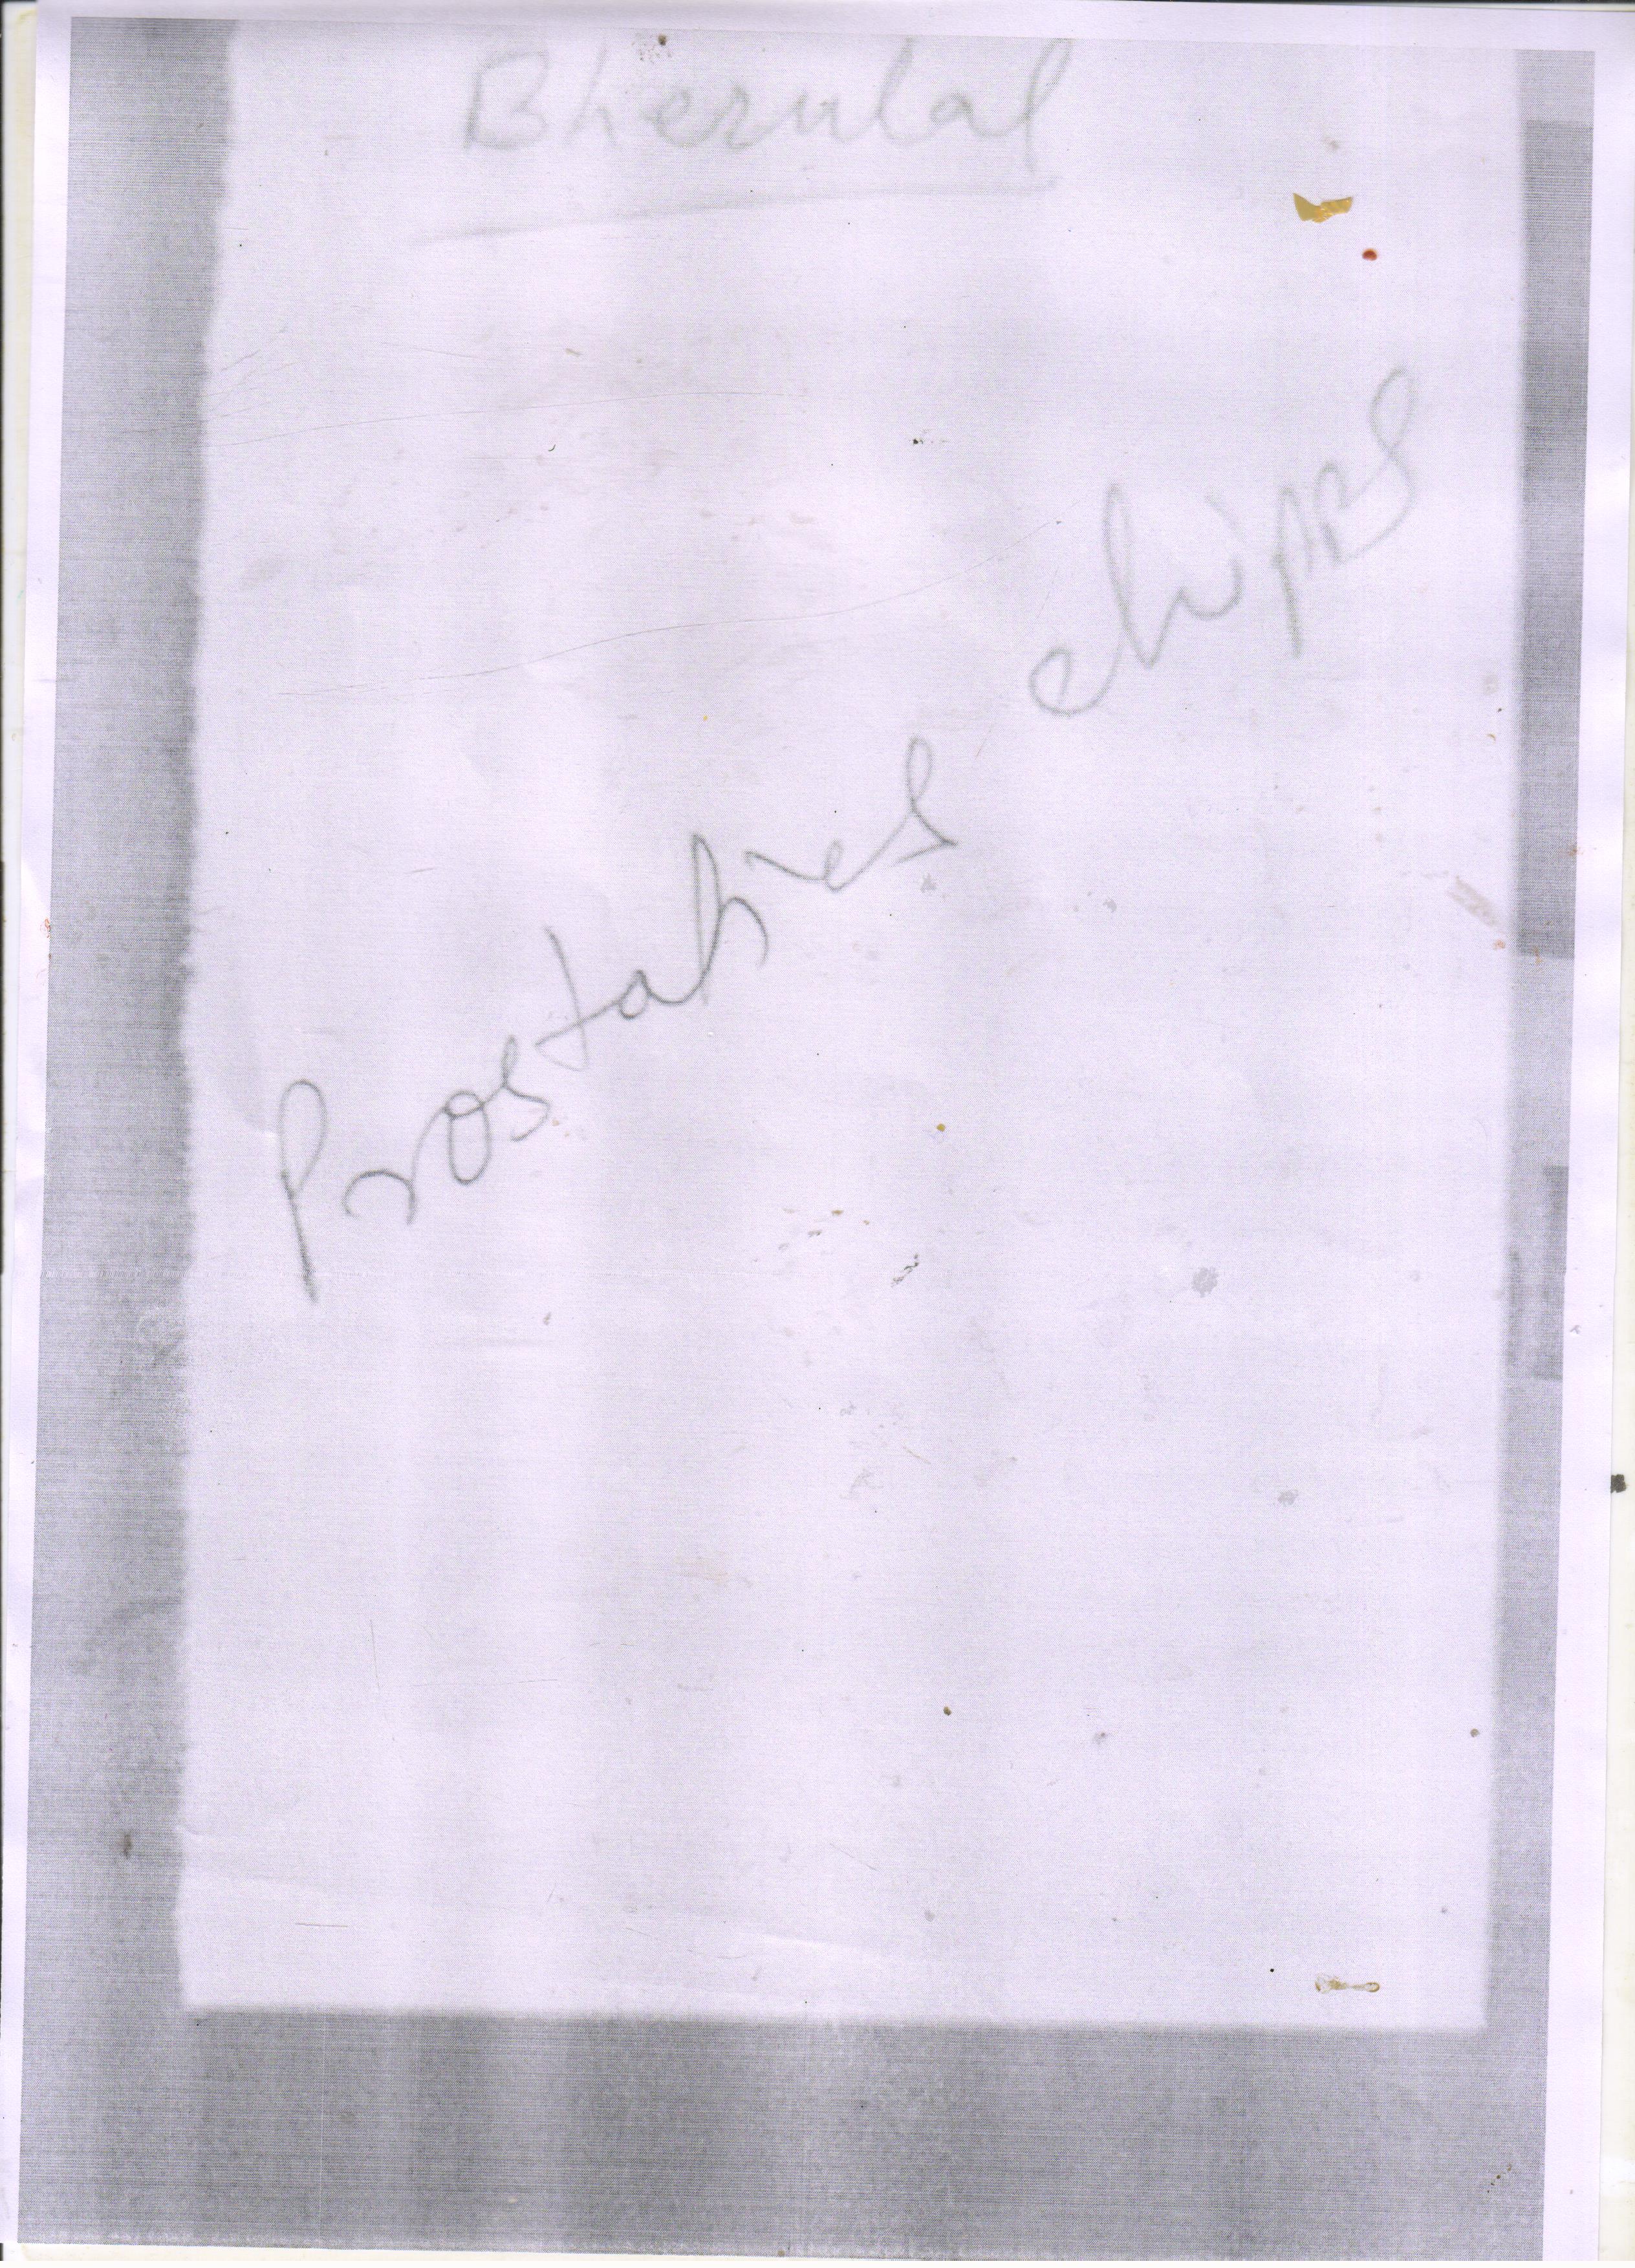 Bherulal
Prostatic chips